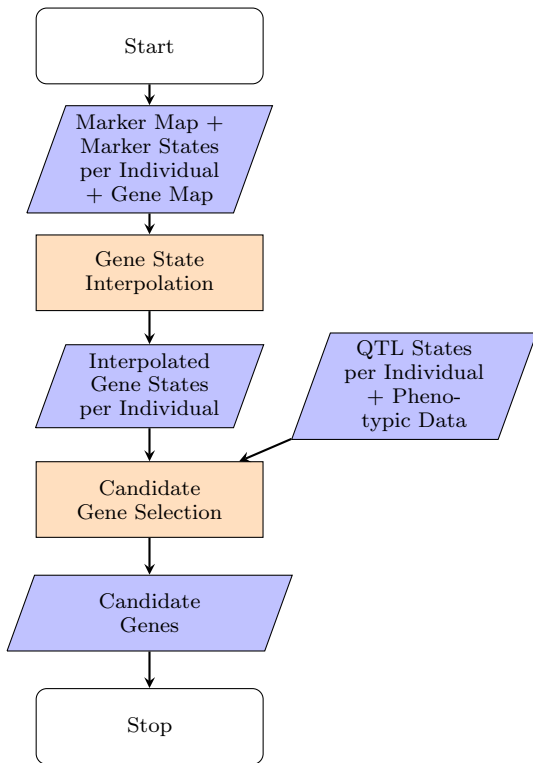 Start
Marker Map +
Marker States
per Individual
+ Gene Map
Gene State
Interpolation
Interpolated
Gene States
per Individual
QTL States
per Individual
+ Pheno-
typic Data
Candidate
Gene Selection
Candidate
Genes
Stop